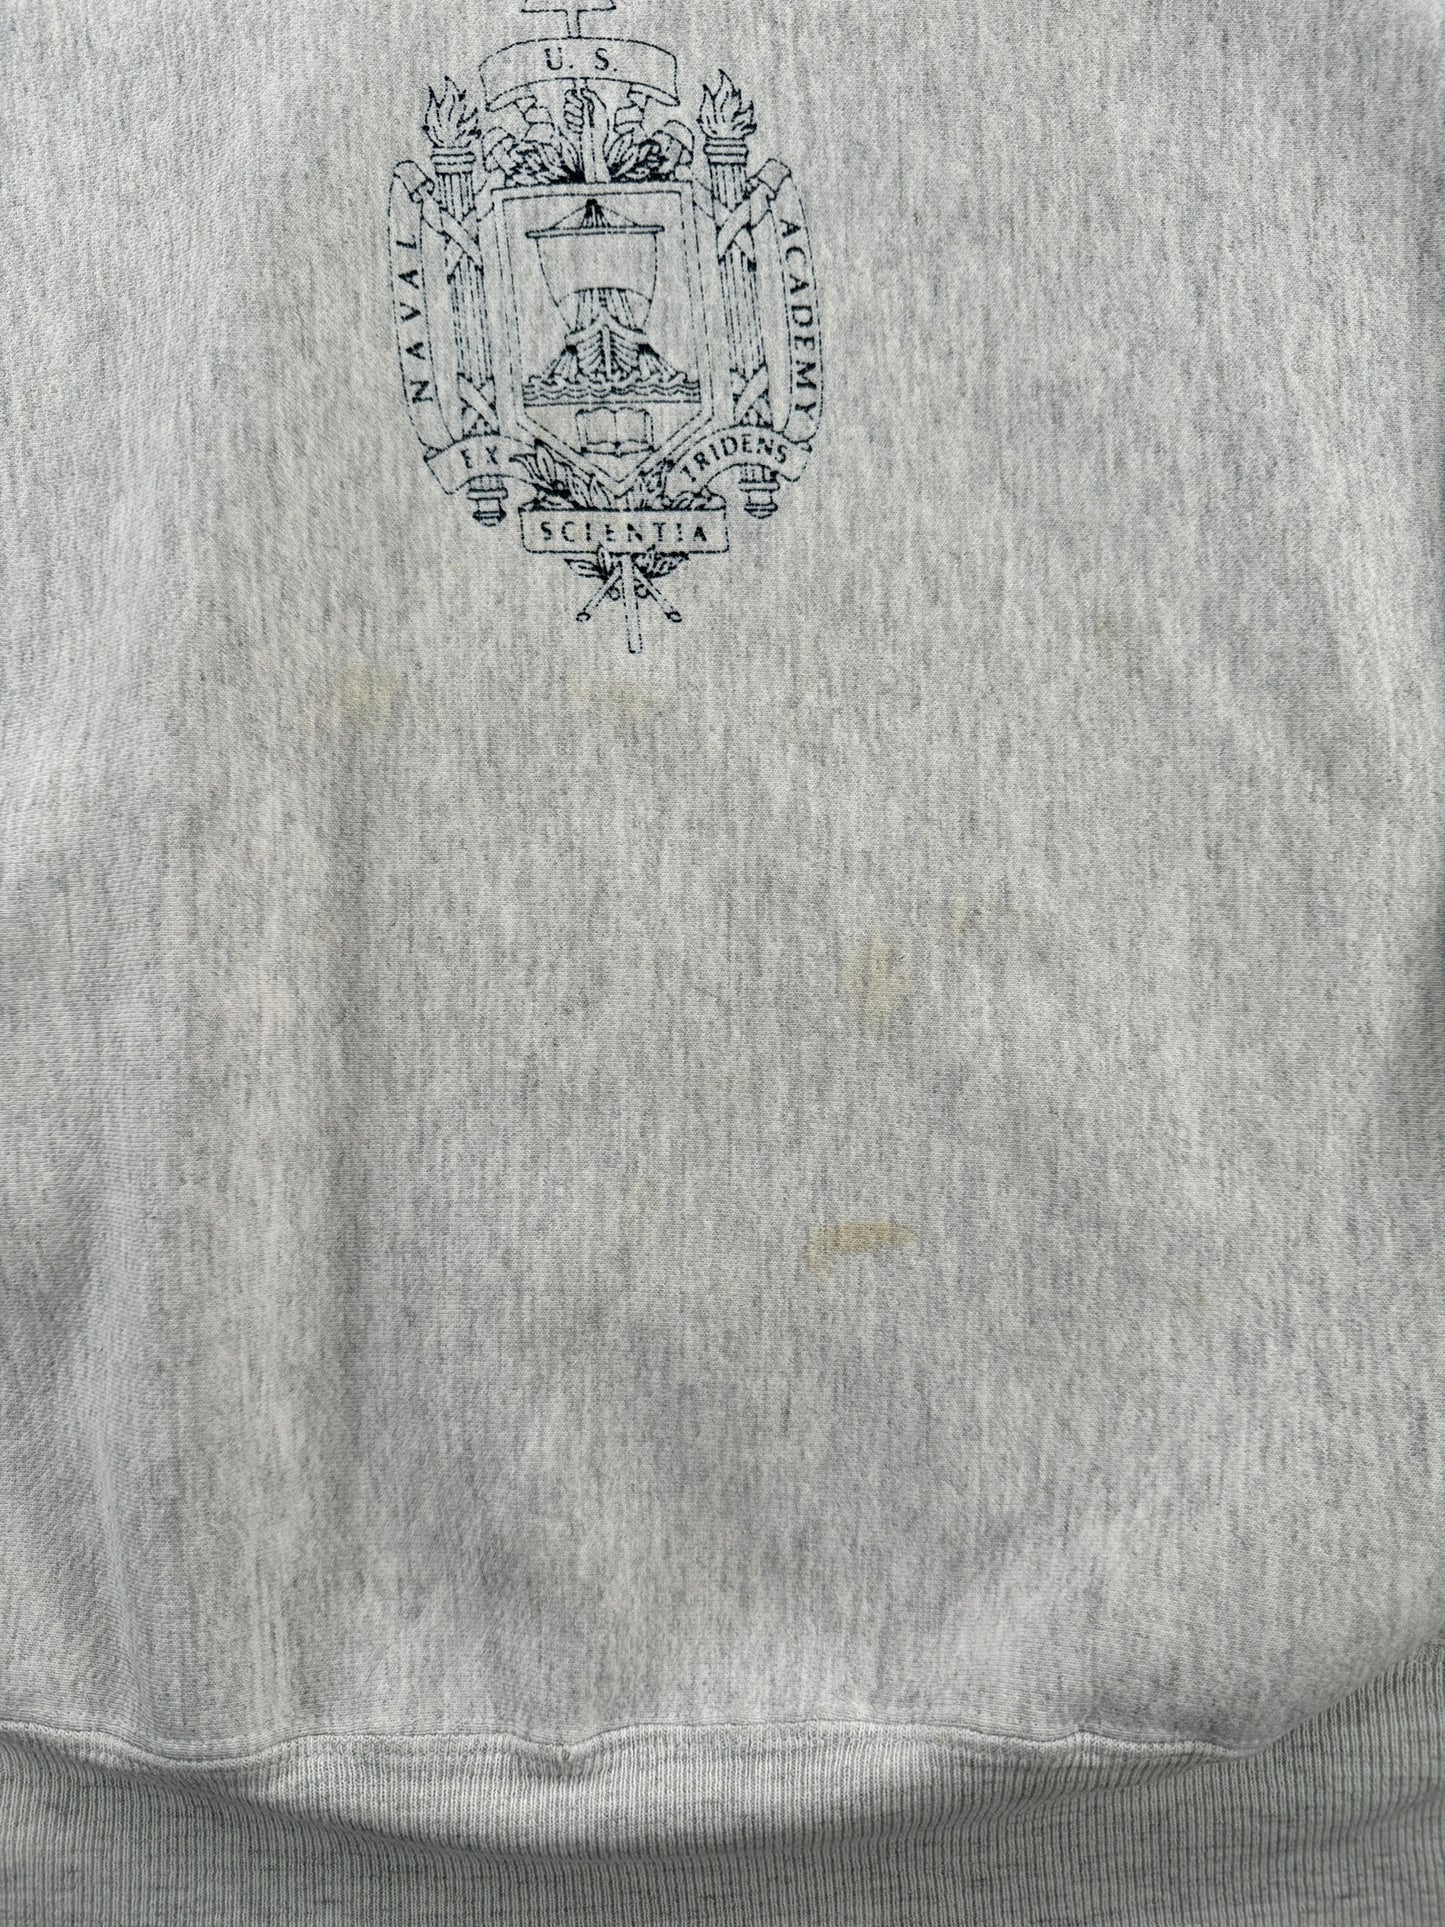 U. S.
NAVAL
ACADEMY
EX
TRIDENS
SCIENTIA